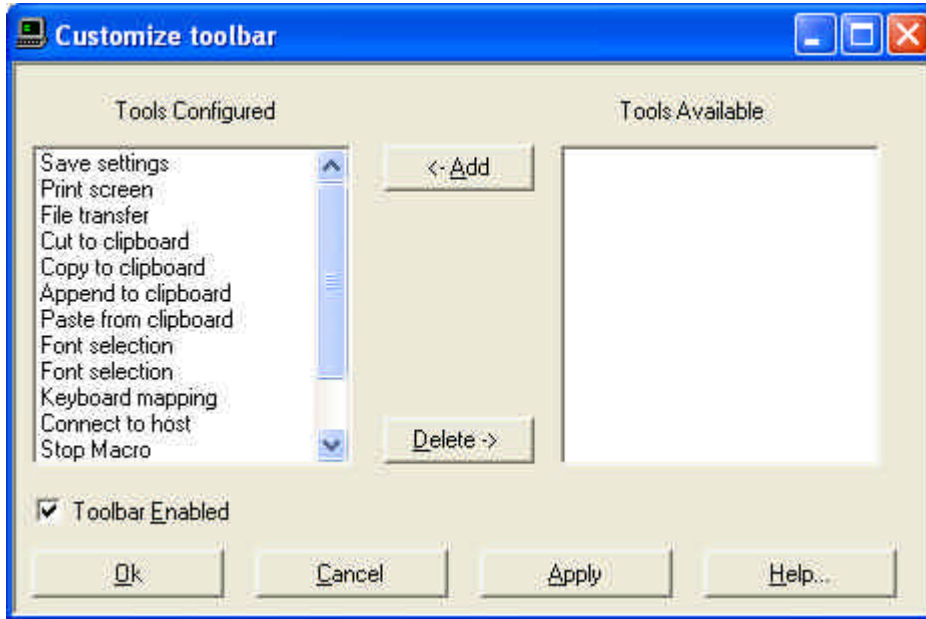 Customize toolbar
Tools Configured
Tools Available
Save settings
Print screen
File transfer
Cut to clipboard
Copy to clipboard
Append to clipboard
Paste from clipboard
Font selection
Font selection
Keyboard mapping
Connect to host
Stop Macro
<- Add
Delete ->
Toolbar Enabled
Ok
Cancel
Apply
Help...